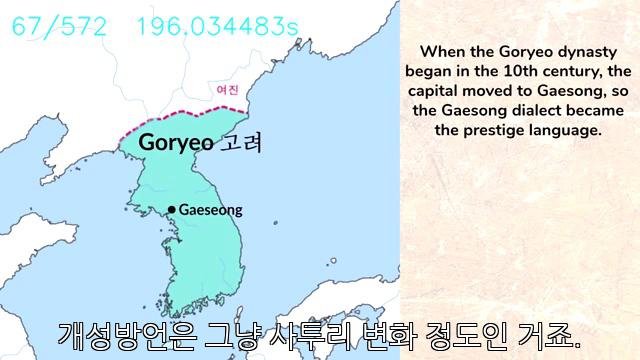 67/572 196.034483s
여진
Goryeo 고려
Gaeseong
When the Goryeo dynasty
began in the 10th century, the
capital moved to Gaesong, so
the Gaesong dialect became
the prestige language.
개성방언은 그냥 사투리 변화 정도인 거죠.